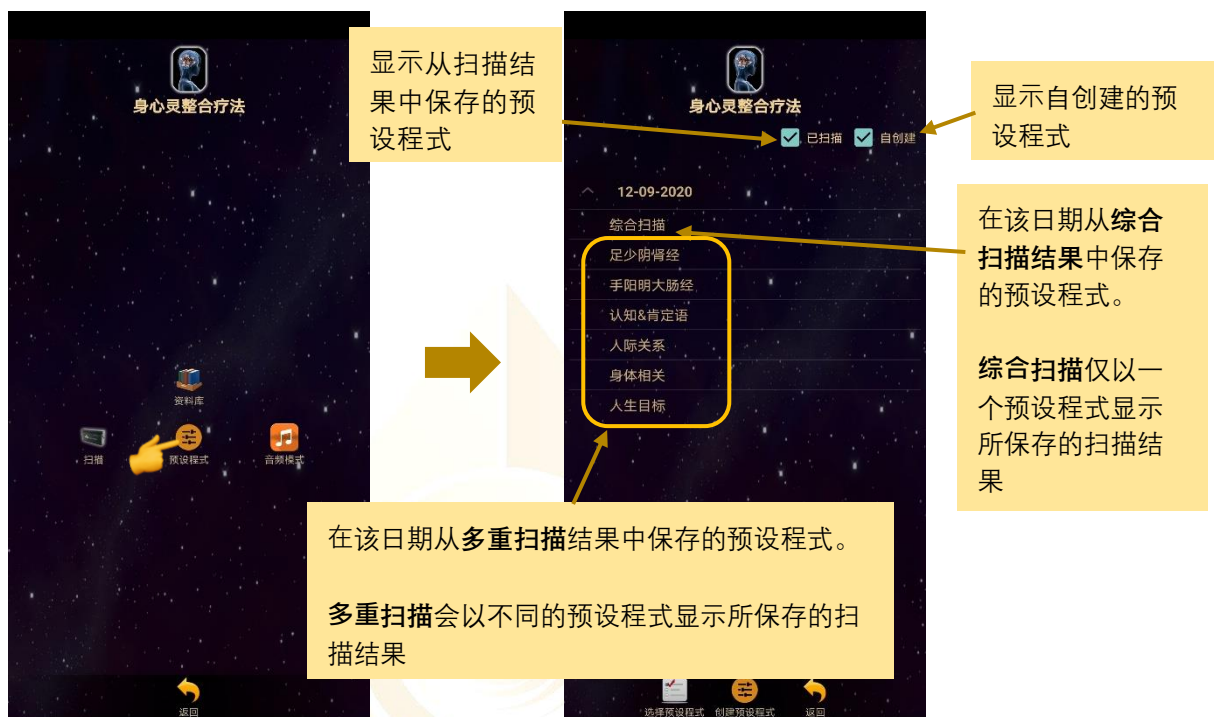 身心灵整合疗法
资料库
扫描
预设程式
音频模式
返回
显示从扫描结
果中保存的预
设程式
身心灵整合疗法
已扫描
自创建
12-09-2020
综合扫描
足少阴肾经
手阳明大肠经
认知&肯定语
人际关系
身体相关
人生目标
选择预设程式
创建预设程式
返回
显示自创建的预
设程式
在该日期从综合
扫描结果中保存
的预设程式。
综合扫描仅以一
个预设程式显示
所保存的扫描结
果
在该日期从多重扫描结果中保存的预设程式。
多重扫描会以不同的预设程式显示所保存的扫
描结果